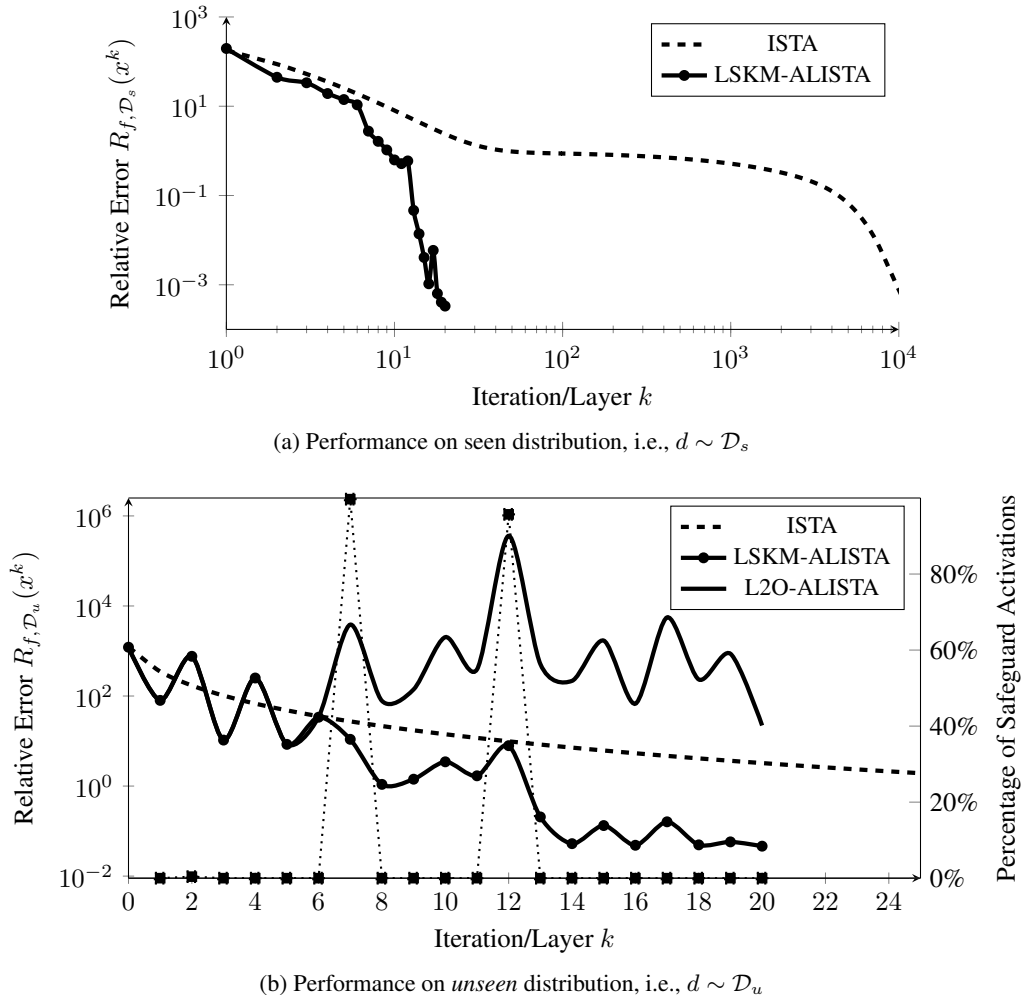 10^3
10^1
10^{-1}
10^{-3}
Relative Error R_{f,𝒟_s}(x^k)
ISTA
LSKM-ALISTA
10^0 10^1 10^2 10^3 10^4
Iteration/Layer k
(a) Performance on seen distribution, i.e., d ∼ 𝒟_s
10^6
10^4
10^2
10^0
10^{-2}
Relative Error R_{f,𝒟_u}(x^k)
ISTA
LSKM-ALISTA
L2O-ALISTA
80%
60%
40%
20%
0%
Percentage of Safeguard Activations
0 2 4 6 8 10 12 14 16 18 20 22 24
Iteration/Layer k
(b) Performance on unseen distribution, i.e., d ∼ 𝒟_u